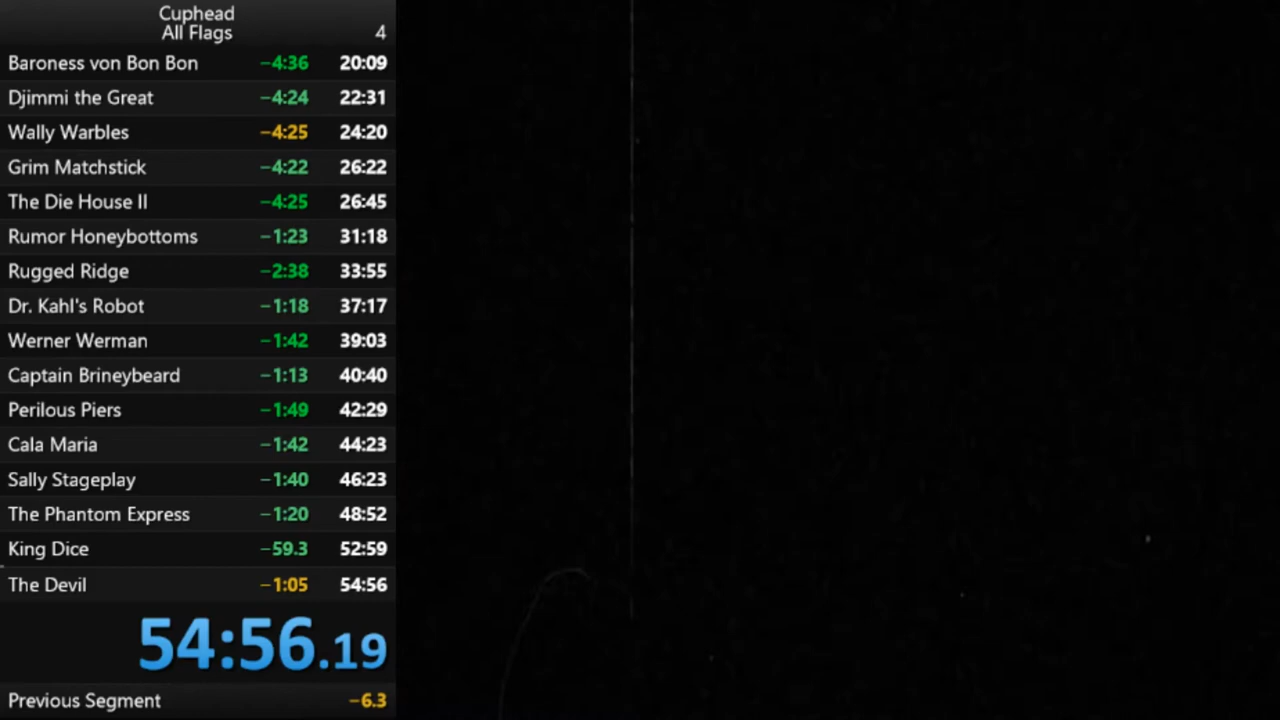 Cuphead
All Flags 4
Baroness von Bon Bon −4:36 20:09
Djimmi the Great −4:24 22:31
Wally Warbles −4:25 24:20
Grim Matchstick −4:22 26:22
The Die House II −4:25 26:45
Rumor Honeybottoms −1:23 31:18
Rugged Ridge −2:38 33:55
Dr. Kahl's Robot −1:18 37:17
Werner Werman −1:42 39:03
Captain Brineybeard −1:13 40:40
Perilous Piers −1:49 42:29
Cala Maria −1:42 44:23
Sally Stageplay −1:40 46:23
The Phantom Express −1:20 48:52
King Dice −59.3 52:59
The Devil −1:05 54:56
54:56.19
Previous Segment −6.3